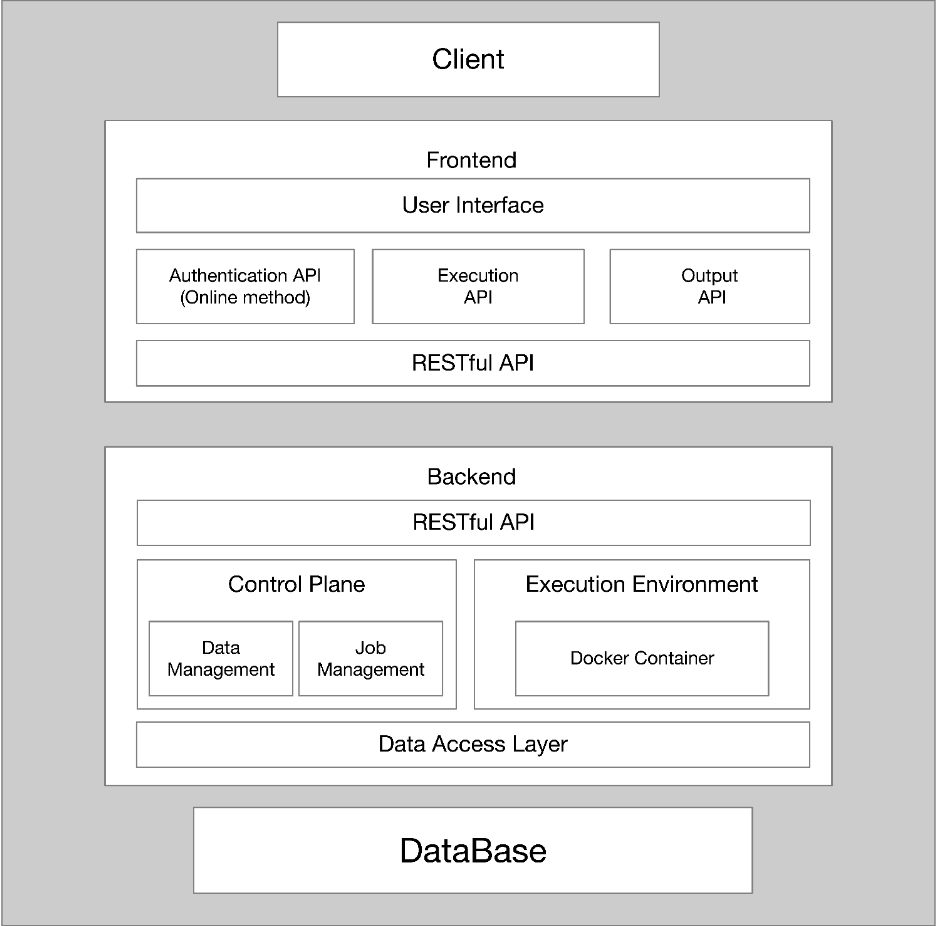 Client
Frontend
User Interface
Authentication API
(Online method)
Execution
API
Output
API
RESTful API
Backend
RESTful API
Control Plane
Data
Management
Job
Management
Execution Environment
Docker Container
Data Access Layer
DataBase